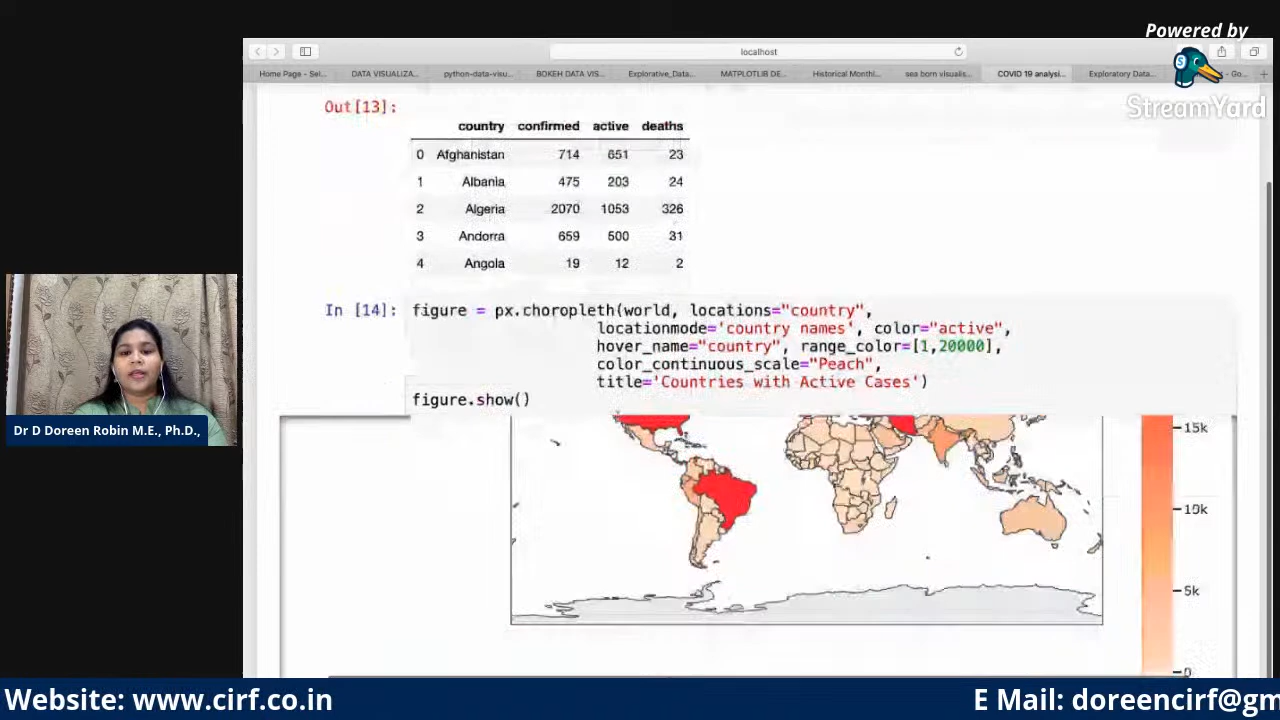 Powered by
StreamYard
localhost
Home Page - Sel...
DATA VISUALIZA...
python-data-visu...
BOKEH DATA VIS...
Explorative_Data...
MATPLOTLIB DE...
Historical Monthl...
sea born visualis...
COVID 19 analysi...
Exploratory Data...
- Go...
Out[13]:
country confirmed active deaths
0 Afghanistan 714 651 23
1 Albania 475 203 24
2 Algeria 2070 1053 326
3 Andorra 659 500 31
4 Angola 19 12 2
In [14]: figure = px.choropleth(world, locations="country",
locationmode='country names', color="active",
hover_name="country", range_color=[1,20000],
color_continuous_scale="Peach",
title='Countries with Active Cases')
figure.show()
15k
10k
5k
0
Dr D Doreen Robin M.E., Ph.D.,
Website: www.cirf.co.in
E Mail: doreencirf@gm